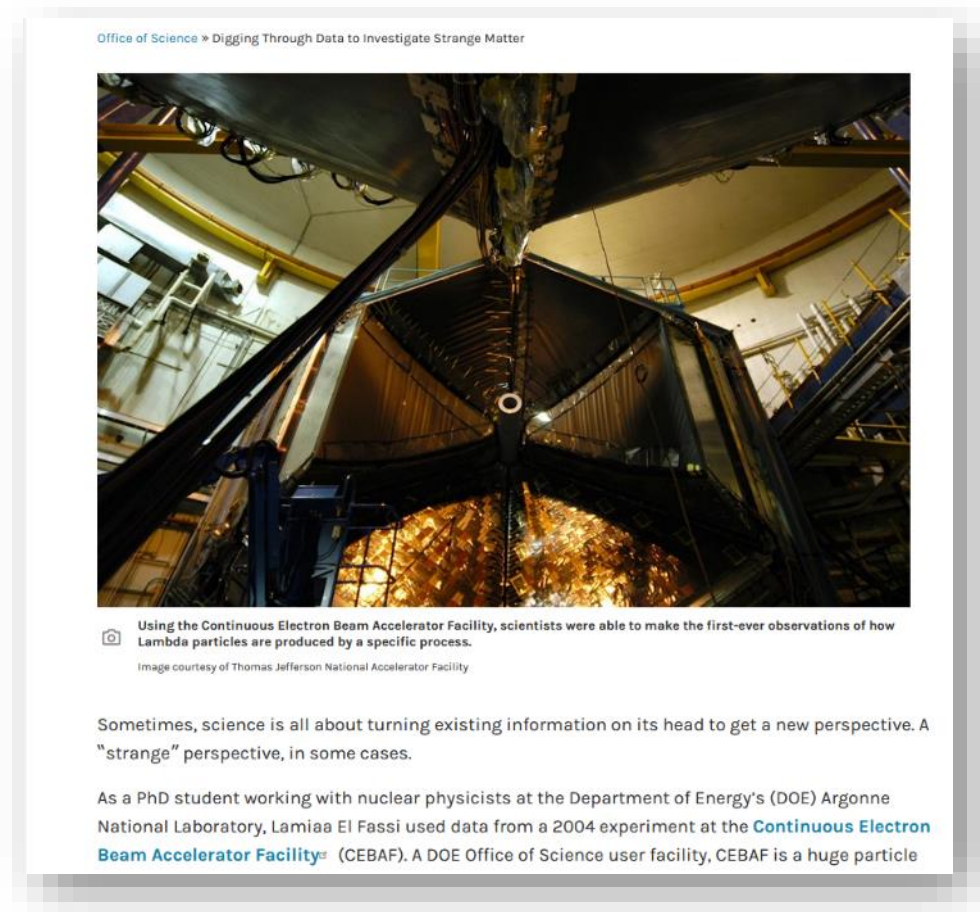 Office of Science » Digging Through Data to Investigate Strange Matter
Using the Continuous Electron Beam Accelerator Facility, scientists were able to make the first-ever observations of how
Lambda particles are produced by a specific process.
Image courtesy of Thomas Jefferson National Accelerator Facility
Sometimes, science is all about turning existing information on its head to get a new perspective. A
"strange" perspective, in some cases.
As a PhD student working with nuclear physicists at the Department of Energy's (DOE) Argonne
National Laboratory, Lamiaa El Fassi used data from a 2004 experiment at the Continuous Electron
Beam Accelerator Facility (CEBAF). A DOE Office of Science user facility, CEBAF is a huge particle